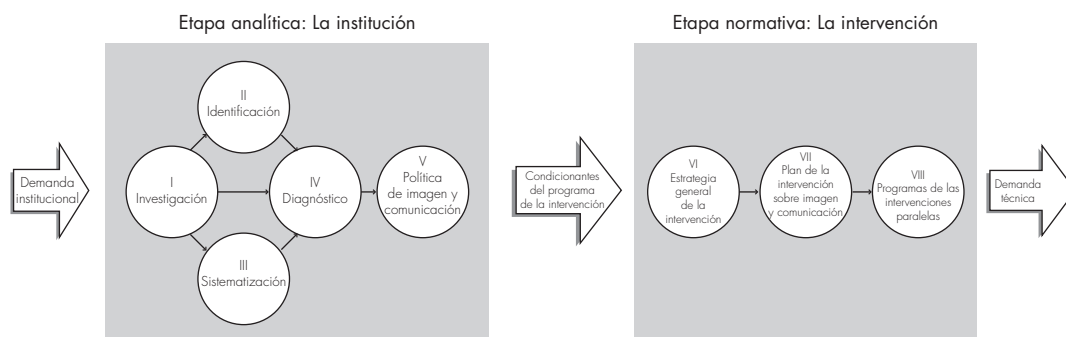 Etapa analítica: La institución
Etapa normativa: La intervención
Demanda
institucional
I
Investigación
II
Identificación
III
Sistematización
IV
Diagnóstico
V
Política
de imagen y
comunicación
Condicionantes
del programa
de la intervención
VI
Estrategia
general
de la
intervención
VII
Plan de la
intervención
sobre imagen
y comunicación
VIII
Programas de las
intervenciones
paralelas
Demanda
técnica